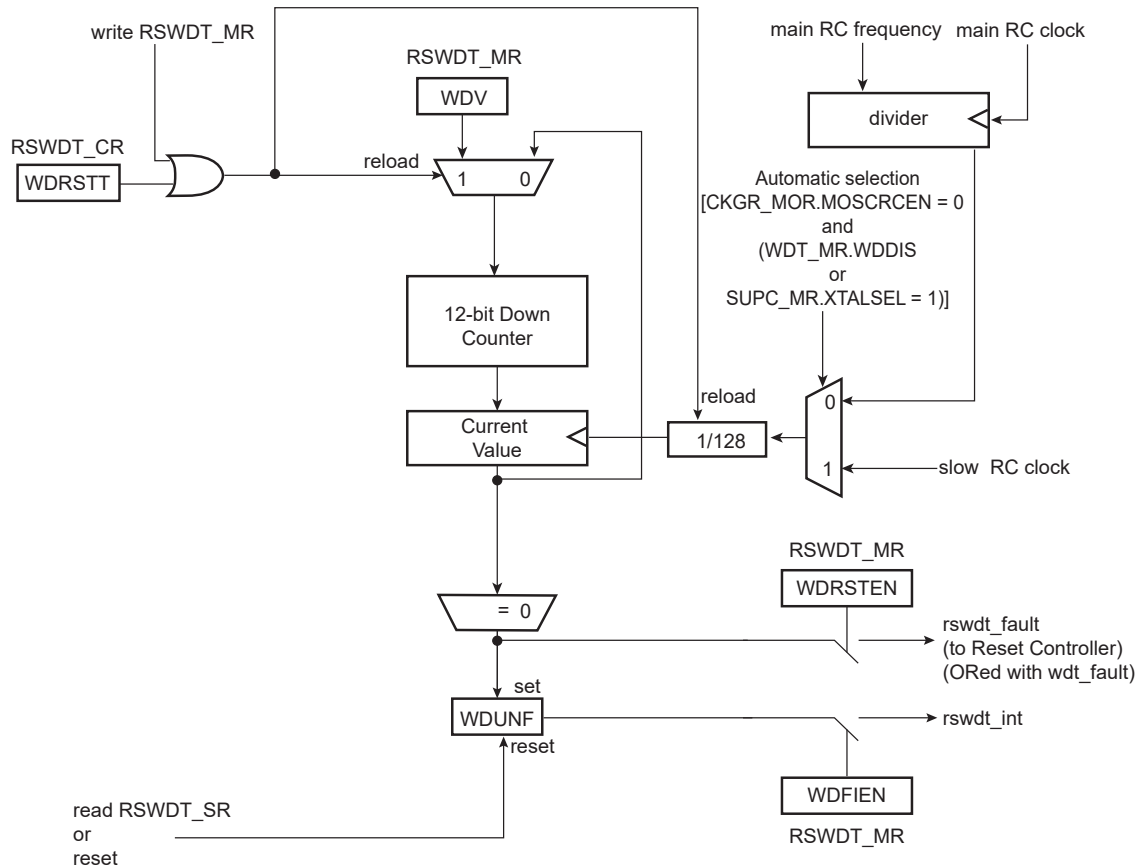 write RSWDT_MR
main RC frequency
main RC clock
RSWDT_MR
WDV
divider
RSWDT_CR
WDRSTT
reload
1 0
Automatic selection
[CKGR_MOR.MOSCRCEN = 0
and
(WDT_MR.WDDIS
or
SUPC_MR.XTALSEL = 1)]
12-bit Down
Counter
reload
0
Current
Value
1/128
1
slow RC clock
RSWDT_MR
WDRSTEN
= 0
rswdt_fault
(to Reset Controller)
(ORed with wdt_fault)
set
WDUNF
reset
rswdt_int
WDFIEN
RSWDT_MR
read RSWDT_SR
or
reset